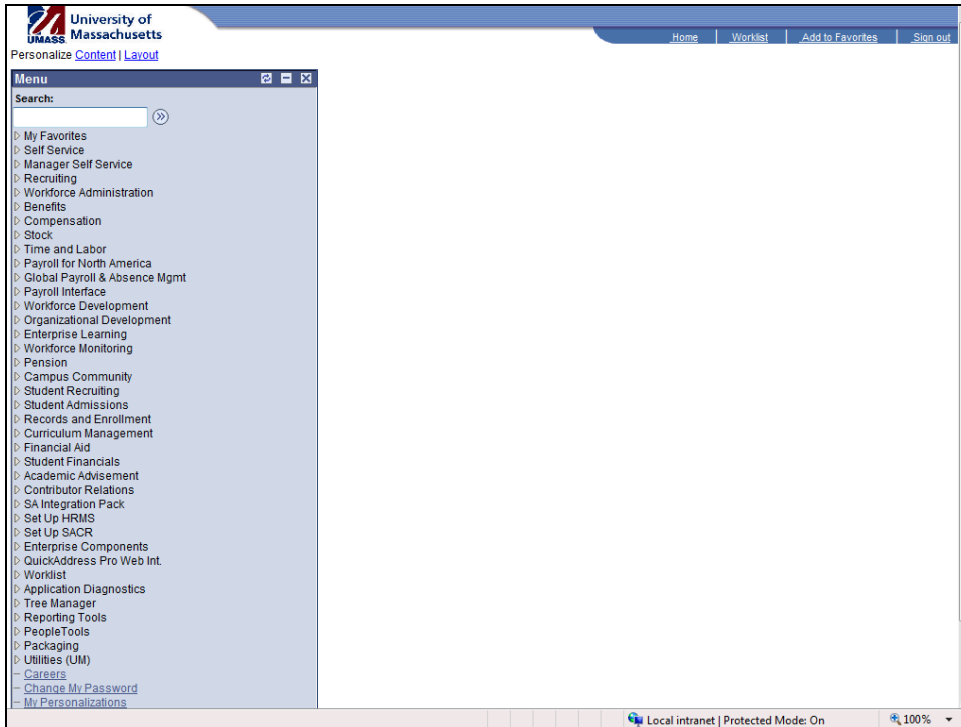 University of
Massachusetts
UMASS
Home | Worklist | Add to Favorites | Sign out
Personalize Content | Layout
Menu
Search:
My Favorites
Self Service
Manager Self Service
Recruiting
Workforce Administration
Benefits
Compensation
Stock
Time and Labor
Payroll for North America
Global Payroll & Absence Mgmt
Payroll Interface
Workforce Development
Organizational Development
Enterprise Learning
Workforce Monitoring
Pension
Campus Community
Student Recruiting
Student Admissions
Records and Enrollment
Curriculum Management
Financial Aid
Student Financials
Academic Advisement
Contributor Relations
SA Integration Pack
Set Up HRMS
Set Up SACR
Enterprise Components
QuickAddress Pro Web Int.
Worklist
Application Diagnostics
Tree Manager
Reporting Tools
PeopleTools
Packaging
Utilities (UM)
– Careers
– Change My Password
– My Personalizations
Local intranet | Protected Mode: On 100%